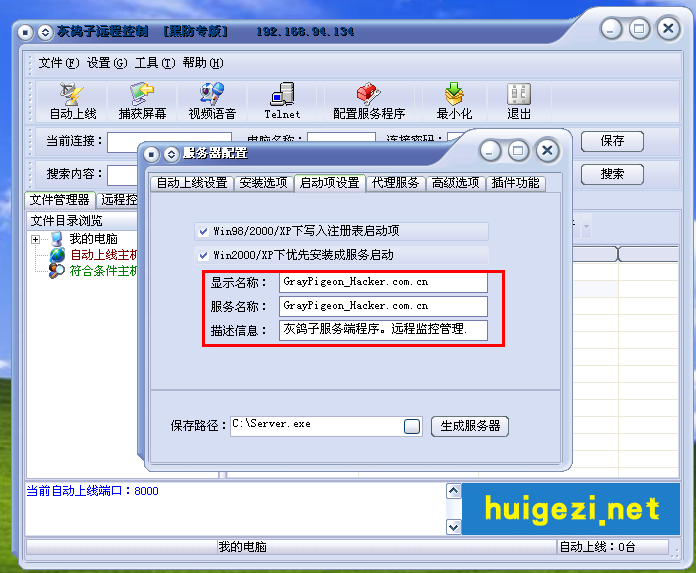 灰鸽子远程控制 [黑防专版] 192.168.94.134
文件(F) 设置(G) 工具(T) 帮助(H)
自动上线 捕获屏幕 视频语音 Telnet 配置服务程序 最小化 退出
当前连接： 电脑名称： 连接密码： 保存
搜索内容： 搜索
服务器配置
自动上线设置 安装选项 启动项设置 代理服务 高级选项 插件功能
文件管理器 远程控
文件目录浏览
我的电脑
自动上线主机
符合条件主机
Win98/2000/XP下写入注册表启动项
Win2000/XP下优先安装成服务启动
显示名称： GrayPigeon_Hacker.com.cn
服务名称： GrayPigeon_Hacker.com.cn
描述信息： 灰鸽子服务端程序。远程监控管理.
保存路径： C:\Server.exe 生成服务器
当前自动上线端口：8000
huigezi.net
我的电脑 自动上线：0台